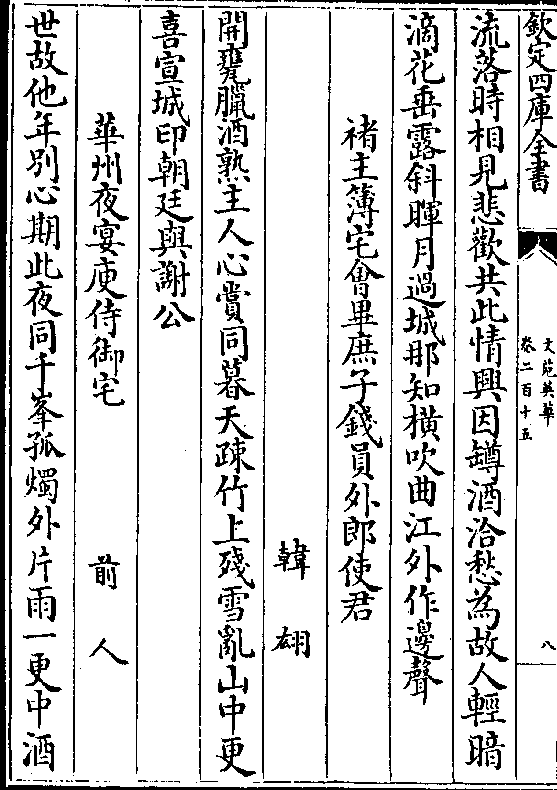 欽定四庫全書
文苑英華
卷二百十五
八
流落時相見悲歡共此情興因罇酒洽愁為故人輕暗
滴花垂露斜暉月過城那知橫吹曲江外作邊聲
褚主簿宅會畢庶子錢員外郎使君
韓翃
開甕臘酒熟主人心賞同暮天疎竹上殘雪亂山中更
喜宣城印朝廷與謝公
華州夜宴庾侍御宅
前人
世故他年別心期此夜同千峯孤燭外片雨一更中酒